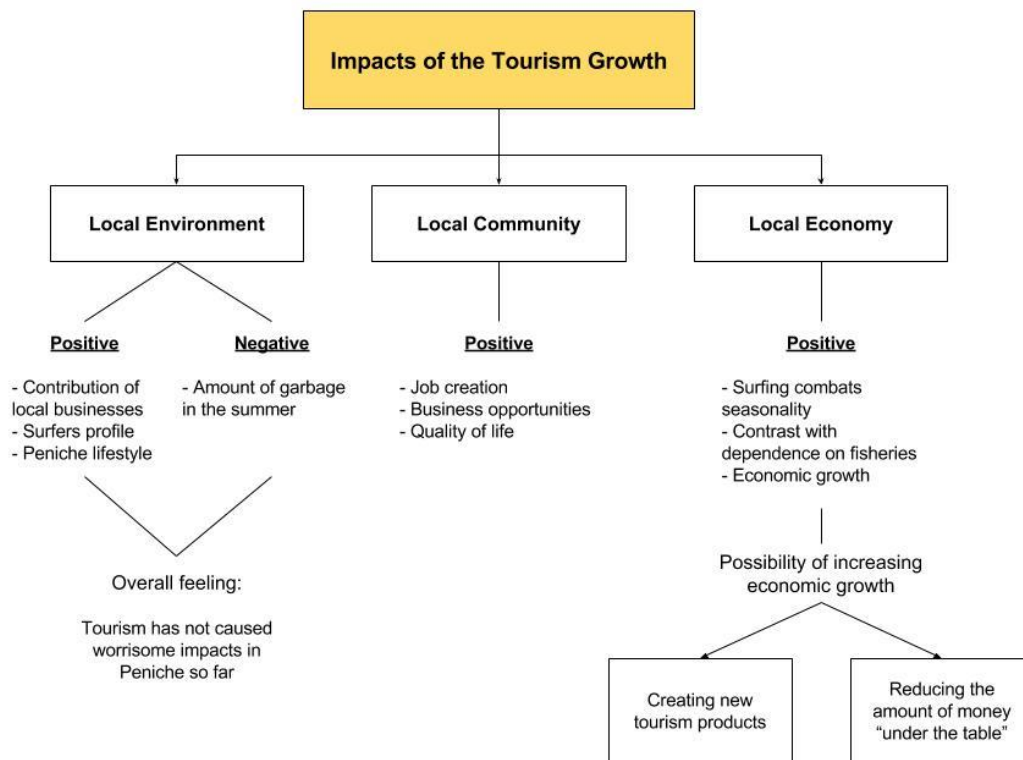 Impacts of the Tourism Growth
Local Environment
Local Community
Local Economy
Positive
- Contribution of
local businesses
- Surfers profile
- Peniche lifestyle
Negative
- Amount of garbage
in the summer
Overall feeling:
Tourism has not caused
worrisome impacts in
Peniche so far
Positive
- Job creation
- Business opportunities
- Quality of life
Positive
- Surfing combats
seasonality
- Contrast with
dependence on fisheries
- Economic growth
Possibility of increasing
economic growth
Creating new
tourism products
Reducing the
amount of money
“under the table”